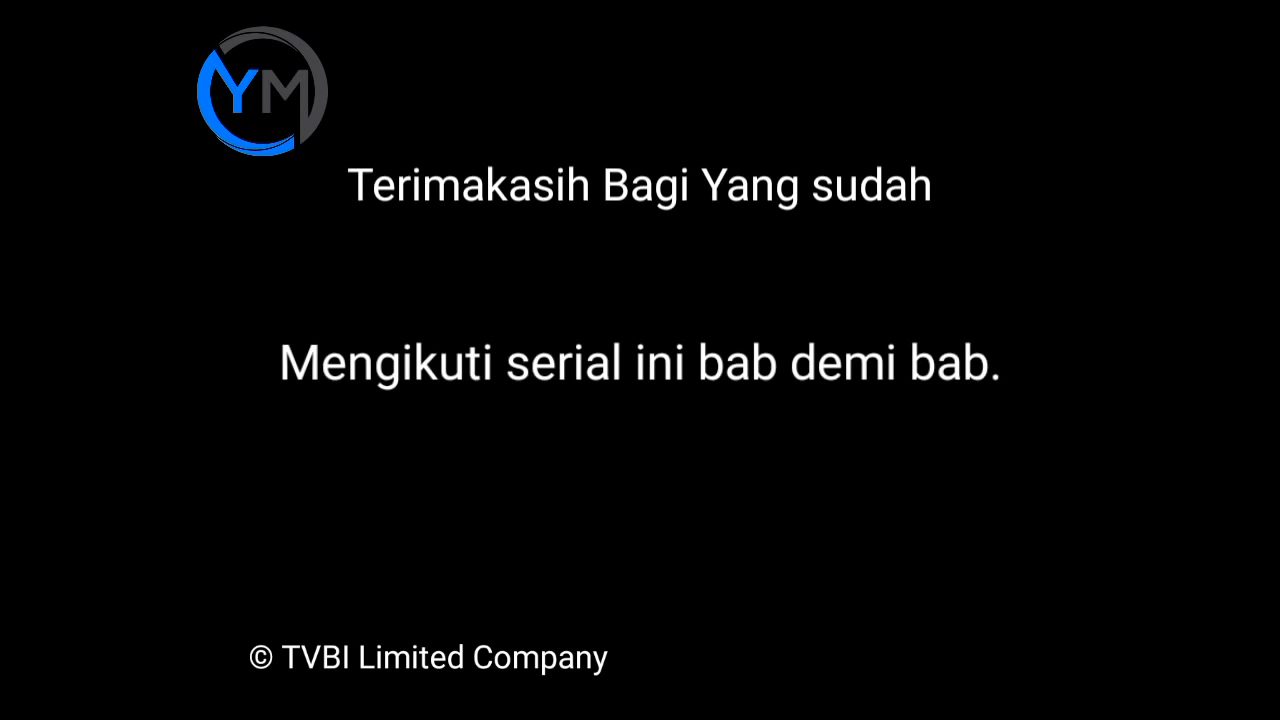 YM
Terimakasih Bagi Yang sudah
Mengikuti serial ini bab demi bab.
© TVBI Limited Company